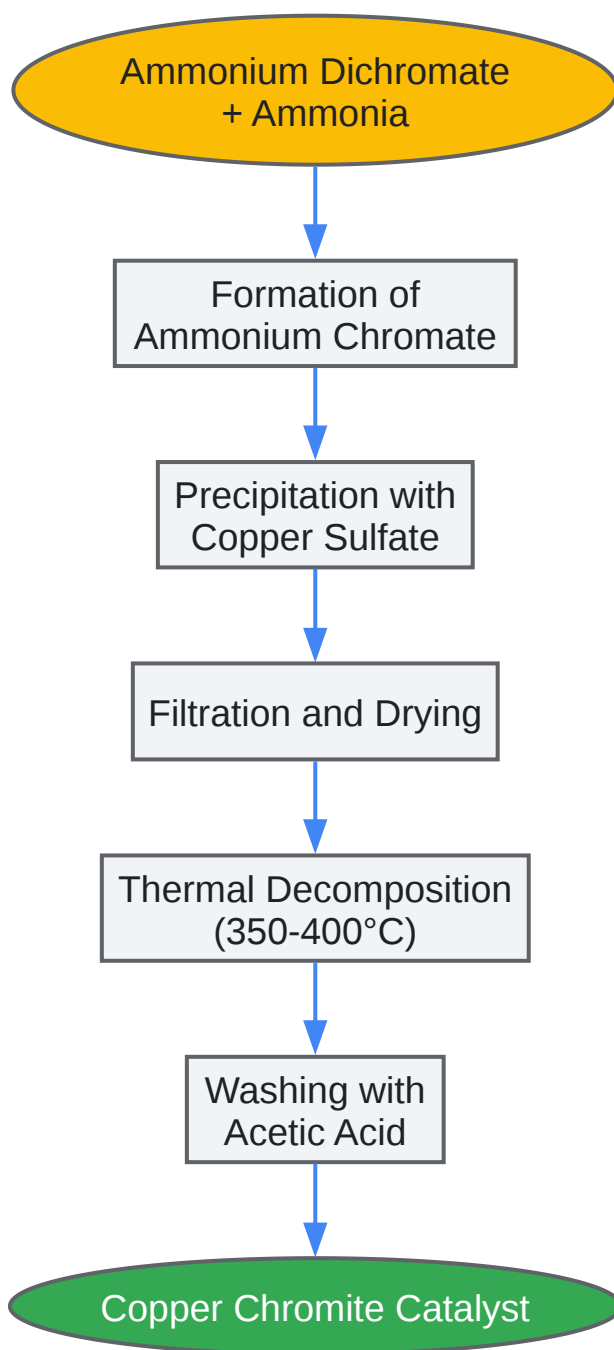 Ammonium Dichromate
+ Ammonia
Formation of
Ammonium Chromate
Precipitation with
Copper Sulfate
Filtration and Drying
Thermal Decomposition
(350-400°C)
Washing with
Acetic Acid
Copper Chromite Catalyst